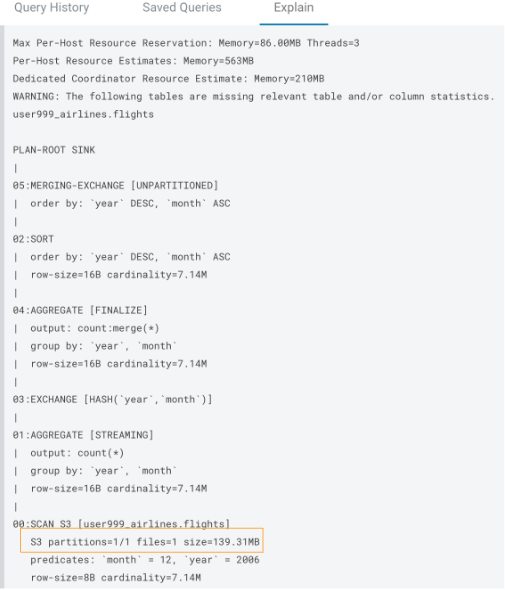 Query History Saved Queries Explain
Max Per-Host Resource Reservation: Memory=86.00MB Threads=3
Per-Host Resource Estimates: Memory=563MB
Dedicated Coordinator Resource Estimate: Memory=210MB
WARNING: The following tables are missing relevant table and/or column statistics.
user999_airlines.flights

PLAN-ROOT SINK
|
05:MERGING-EXCHANGE [UNPARTITIONED]
|  order by: `year` DESC, `month` ASC
|
02:SORT
|  order by: `year` DESC, `month` ASC
|  row-size=16B cardinality=7.14M
|
04:AGGREGATE [FINALIZE]
|  output: count:merge(*)
|  group by: `year`, `month`
|  row-size=16B cardinality=7.14M
|
03:EXCHANGE [HASH(`year`,`month`)]
|
01:AGGREGATE [STREAMING]
|  output: count(*)
|  group by: `year`, `month`
|  row-size=16B cardinality=7.14M
|
00:SCAN S3 [user999_airlines.flights]
   S3 partitions=1/1 files=1 size=139.31MB
   predicates: `month` = 12, `year` = 2006
   row-size=8B cardinality=7.14M